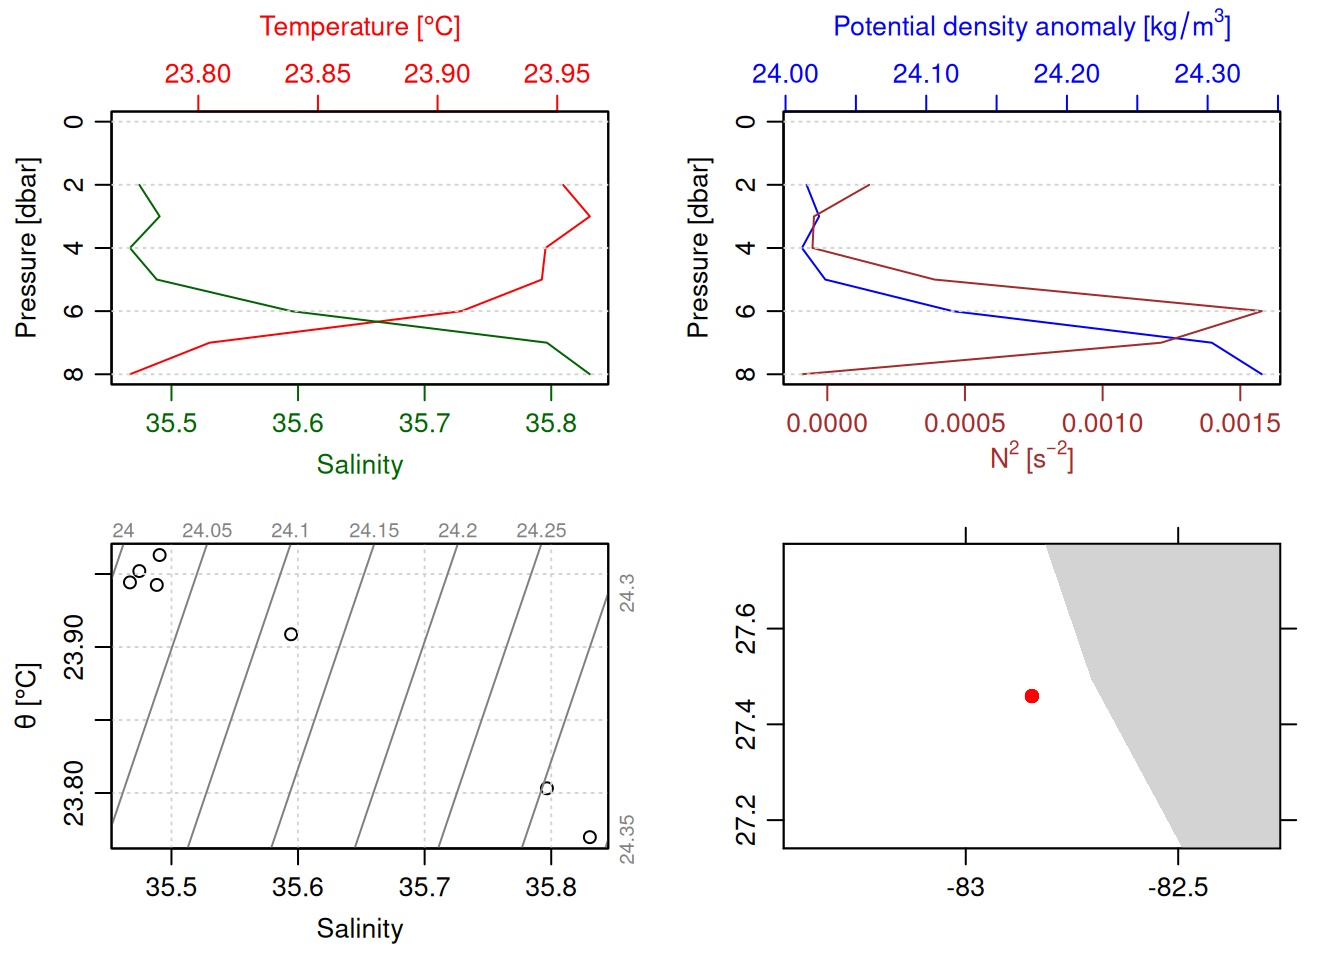 Temperature [°C]
23.80 23.85 23.90 23.95
0
2
4
6
8
Pressure [dbar]
35.5 35.6 35.7 35.8
Salinity
Potential density anomaly [kg/m³]
24.00 24.10 24.20 24.30
0
2
4
6
8
Pressure [dbar]
0.0000 0.0005 0.0010 0.0015
N² [s⁻²]
24 24.05 24.1 24.15 24.2 24.25
24.3
24.35
23.90
23.80
θ [°C]
35.5 35.6 35.7 35.8
Salinity
27.6
27.4
27.2
-83 -82.5